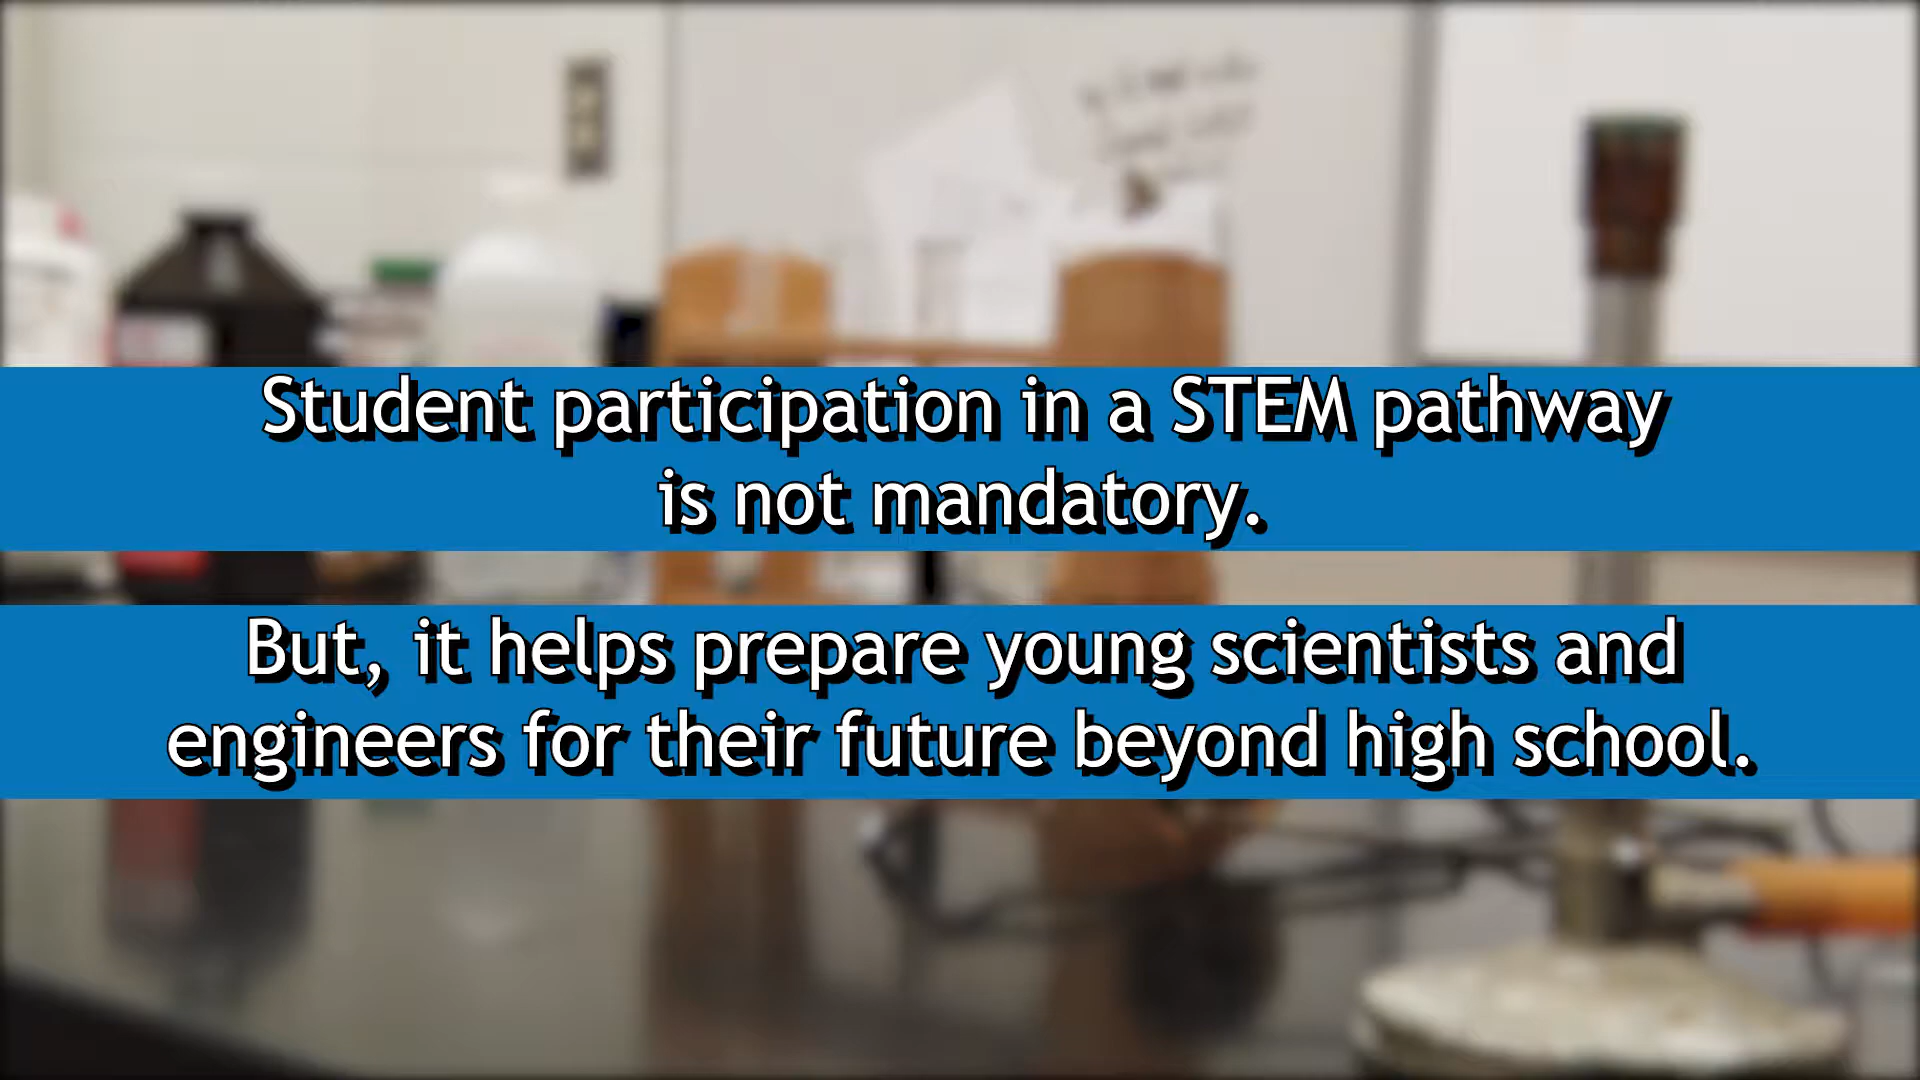 Student participation in a STEM pathway
is not mandatory.
But, it helps prepare young scientists and
engineers for their future beyond high school.